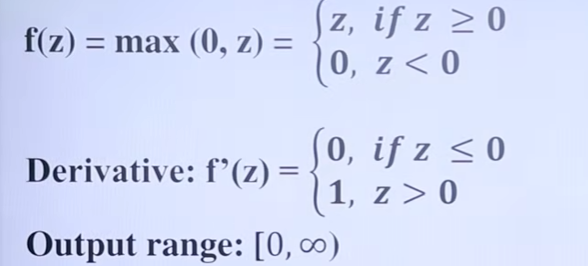 f(z) = max (0, z) = { z, if z ≥ 0
0, z < 0
Derivative: f’(z) = { 0, if z ≤ 0
1, z > 0
Output range: [0, ∞)